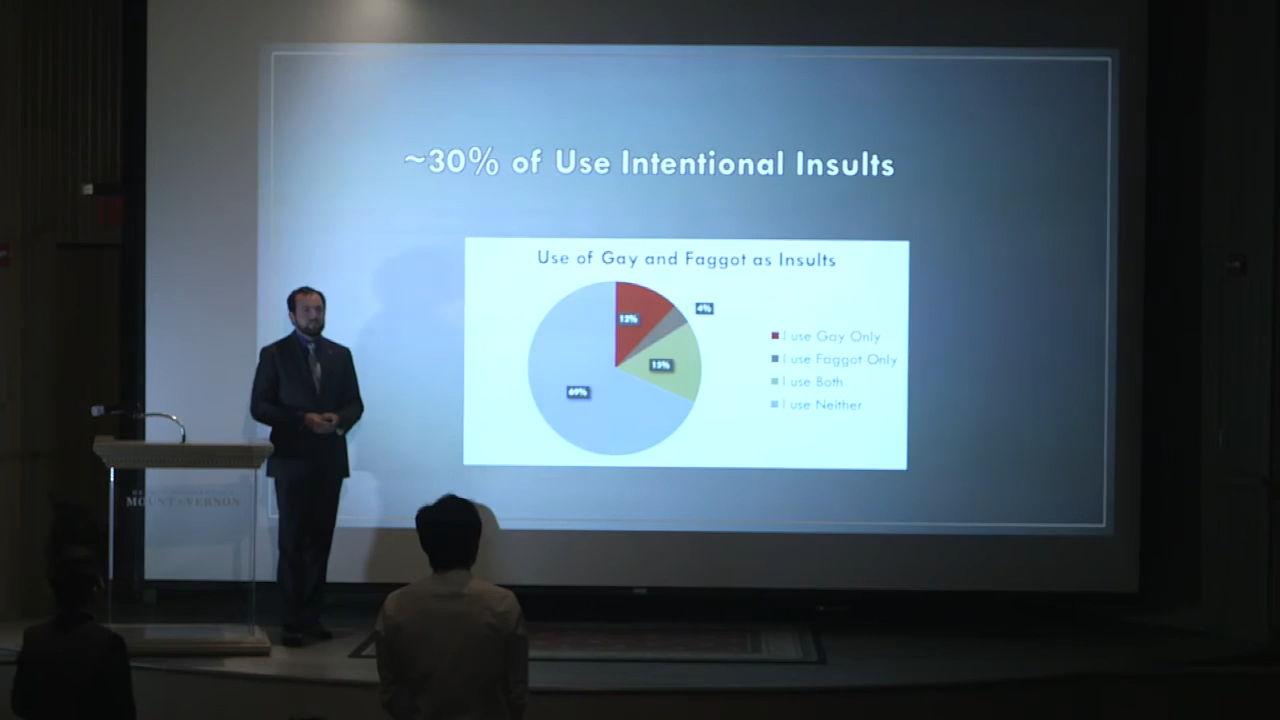 ~30% of Use Intentional Insults
Use of Gay and Faggot as Insults
12%
4%
15%
69%
I use Gay Only
I use Faggot Only
I use Both
I use Neither
MOUNT VERNON